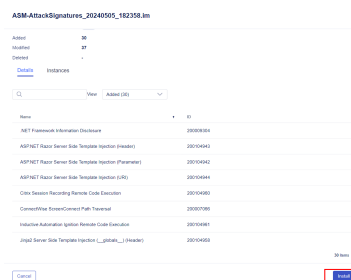 ASM-AttackSignatures_20240505_182358.im
Added 30
Modified 37
Deleted -
Details Instances
View Added (30)
Name ID
.NET Framework Information Disclosure 200009304
ASP.NET Razor Server Side Template Injection (Header) 200104943
ASP.NET Razor Server Side Template Injection (Parameter) 200104942
ASP.NET Razor Server Side Template Injection (URI) 200104944
Citrix Session Recording Remote Code Execution 200104960
ConnectWise ScreenConnect Path Traversal 200007066
Inductive Automation Ignition Remote Code Execution 200104961
Jinja2 Server Side Template Injection (__globals__) (Header) 200104956
30 items
Cancel Install